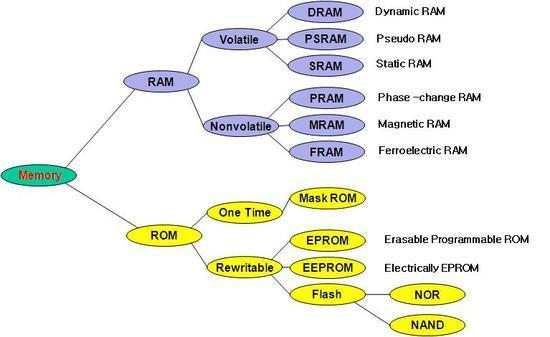 DRAM Dynamic RAM
Volatile PSRAM Pseudo RAM
SRAM Static RAM
RAM
PRAM Phase -change RAM
Nonvolatile MRAM Magnetic RAM
FRAM Ferroelectric RAM
Memory
Mask ROM
One Time
ROM
EPROM Erasable Programmable ROM
Rewritable EEPROM Electrically EPROM
Flash NOR
NAND